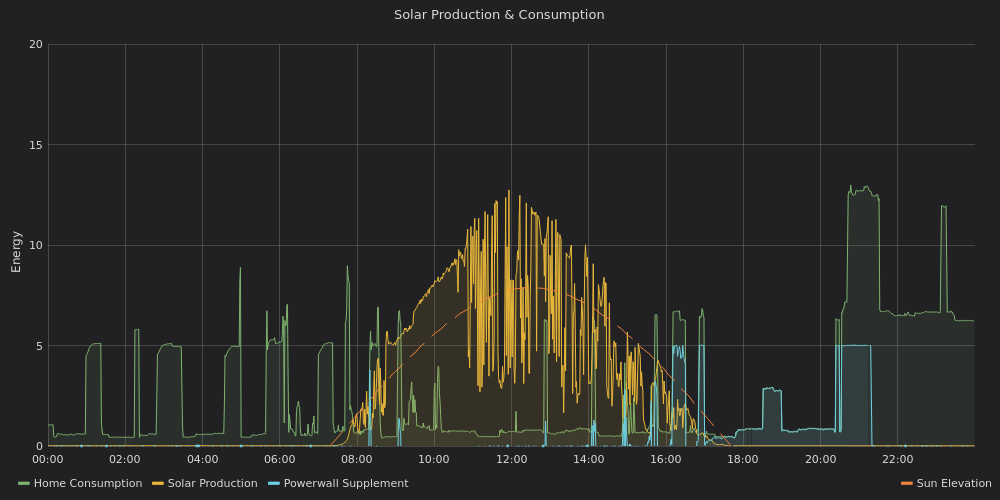 Solar Production & Consumption
20
15
10
5
0
Energy
00:00 02:00 04:00 06:00 08:00 10:00 12:00 14:00 16:00 18:00 20:00 22:00
Home Consumption Solar Production Powerwall Supplement Sun Elevation